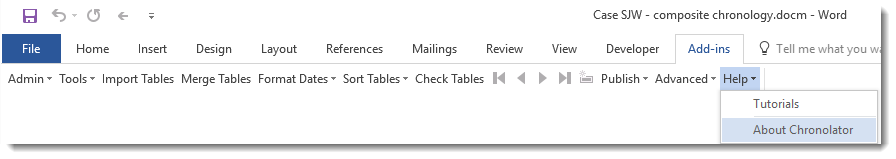 Case SJW - composite chronology.docm - Word
File Home Insert Design Layout References Mailings Review View Developer Add-ins Tell me what you wa
Admin Tools Import Tables Merge Tables Format Dates Sort Tables Check Tables Publish Advanced Help
Tutorials
About Chronolator